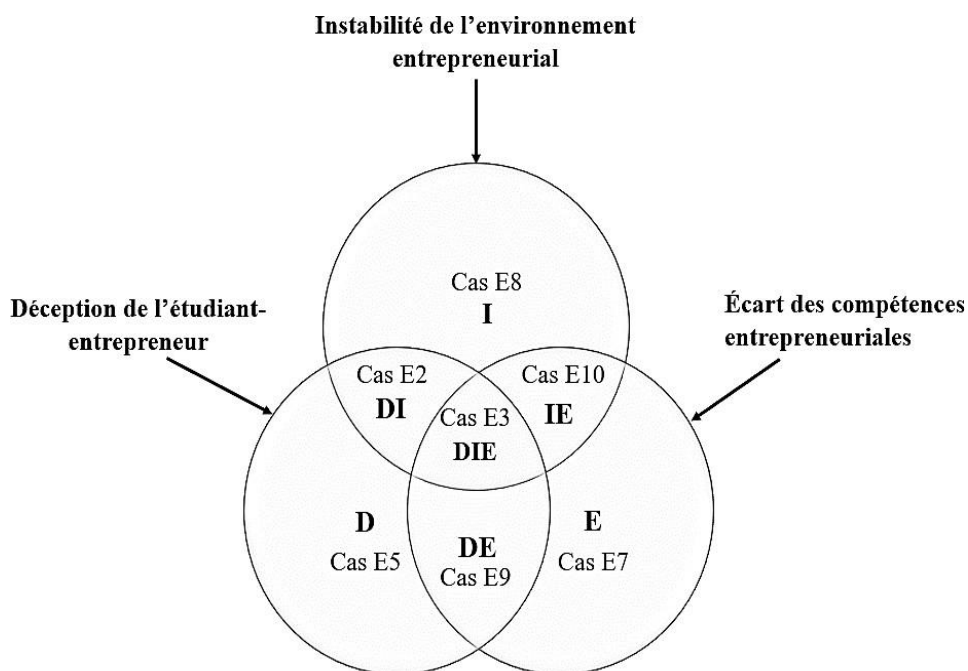 Instabilité de l’environnement
entrepreneurial
Cas E8
I
Déception de l’étudiant-
entrepreneur
Écart des compétences
entrepreneuriales
Cas E2
DI
Cas E10
IE
Cas E3
DIE
D
Cas E5
DE
Cas E9
E
Cas E7